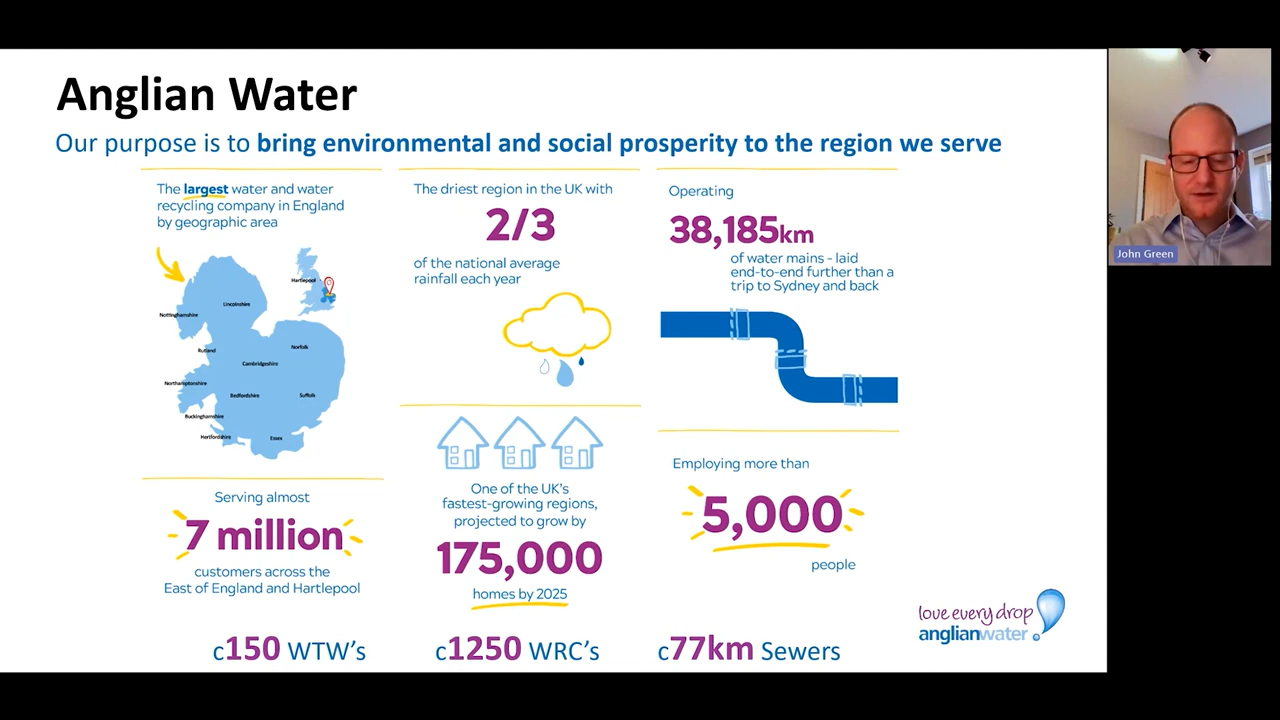 Anglian Water
Our purpose is to bring environmental and social prosperity to the region we serve
The largest water and water
recycling company in England
by geographic area
Hartlepool
Lincolnshire
Nottinghamshire
Rutland
Norfolk
Cambridgeshire
Northamptonshire
Bedfordshire
Suffolk
Buckinghamshire
Hertfordshire
Essex
Serving almost
7 million
customers across the
East of England and Hartlepool
c150 WTW's
The driest region in the UK with
2/3
of the national average
rainfall each year
One of the UK's
fastest-growing regions,
projected to grow by
175,000
homes by 2025
c1250 WRC's
Operating
38,185km
of water mains - laid
end-to-end further than a
trip to Sydney and back
Employing more than
5,000
people
c77km Sewers
love every drop
anglianwater
John Green